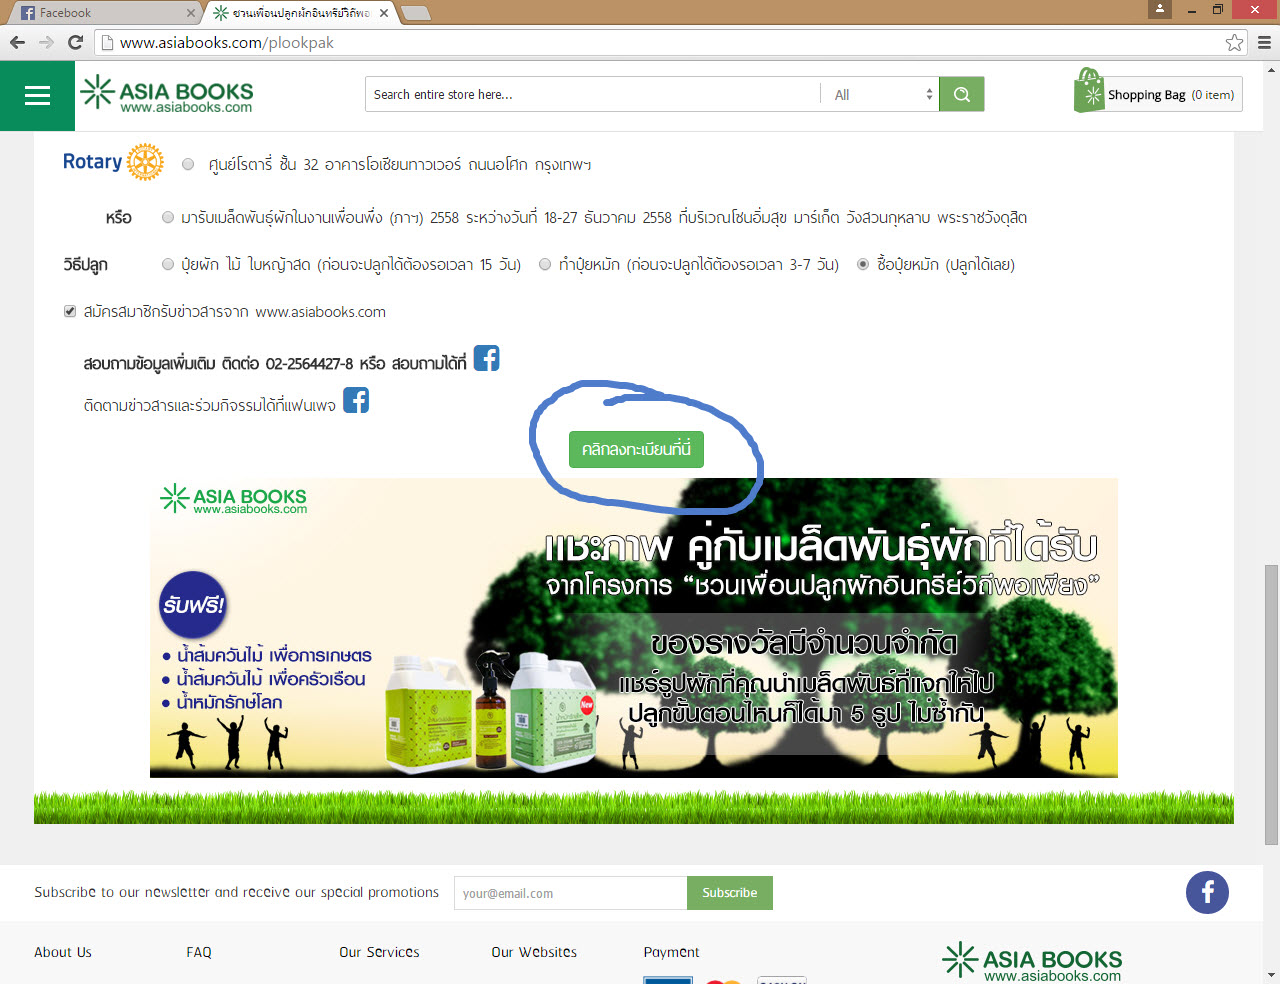 Facebook
ชวนเพื่อนปลูกผักอินทรีย์วิถีพอ
www.asiabooks.com/plookpak
ASIA BOOKS
www.asiabooks.com
Search entire store here...
All
Shopping Bag (0 item)
Rotary
ศูนย์โรตารี่ ชั้น 32 อาคารโอเชียนทาวเวอร์ ถนนอโศก กรุงเทพฯ
หรือ มารับเมล็ดพันธุ์ผักในงานเพื่อนพึ่ง (ภาฯ) 2558 ระหว่างวันที่ 18-27 ธันวาคม 2558 ที่บริเวณโซนอิ่มสุข มาร์เก็ต วังสวนกุหลาบ พระราชวังดุสิต
วิธีปลูก ปุ๋ยผัก ไม้ ใบหญ้าสด (ก่อนจะปลูกได้ต้องรอเวลา 15 วัน) ทำปุ๋ยหมัก (ก่อนจะปลูกได้ต้องรอเวลา 3-7 วัน) ซื้อปุ๋ยหมัก (ปลูกได้เลย)
สมัครสมาชิกรับข่าวสารจาก www.asiabooks.com
สอบถามข้อมูลเพิ่มเติม ติดต่อ 02-2564427-8 หรือ สอบถามได้ที่
ติดตามข่าวสารและร่วมกิจรรมได้ที่แฟนเพจ
คลิกลงทะเบียนที่นี่
ASIA BOOKS
www.asiabooks.com
แชะภาพ คู่กับเมล็ดพันธุ์ผักที่ได้รับ
จากโครงการ “ชวนเพื่อนปลูกผักอินทรีย์วิถีพอเพียง”
รับฟรี!
• น้ำส้มควันไม้ เพื่อการเกษตร
• น้ำส้มควันไม้ เพื่อครัวเรือน
• น้ำหมักรักษ์โลก
New
ของรางวัลมีจำนวนจำกัด
แชร์รูปผักที่คุณนำเมล็ดพันธ์ที่แจกให้ไป
ปลูกขั้นตอนไหนก็ได้มา 5 รูป ไม่ซ้ำกัน
Subscribe to our newsletter and receive our special promotions
your@email.com
Subscribe
About Us
FAQ
Our Services
Our Websites
Payment
ASIA BOOKS
www.asiabooks.com